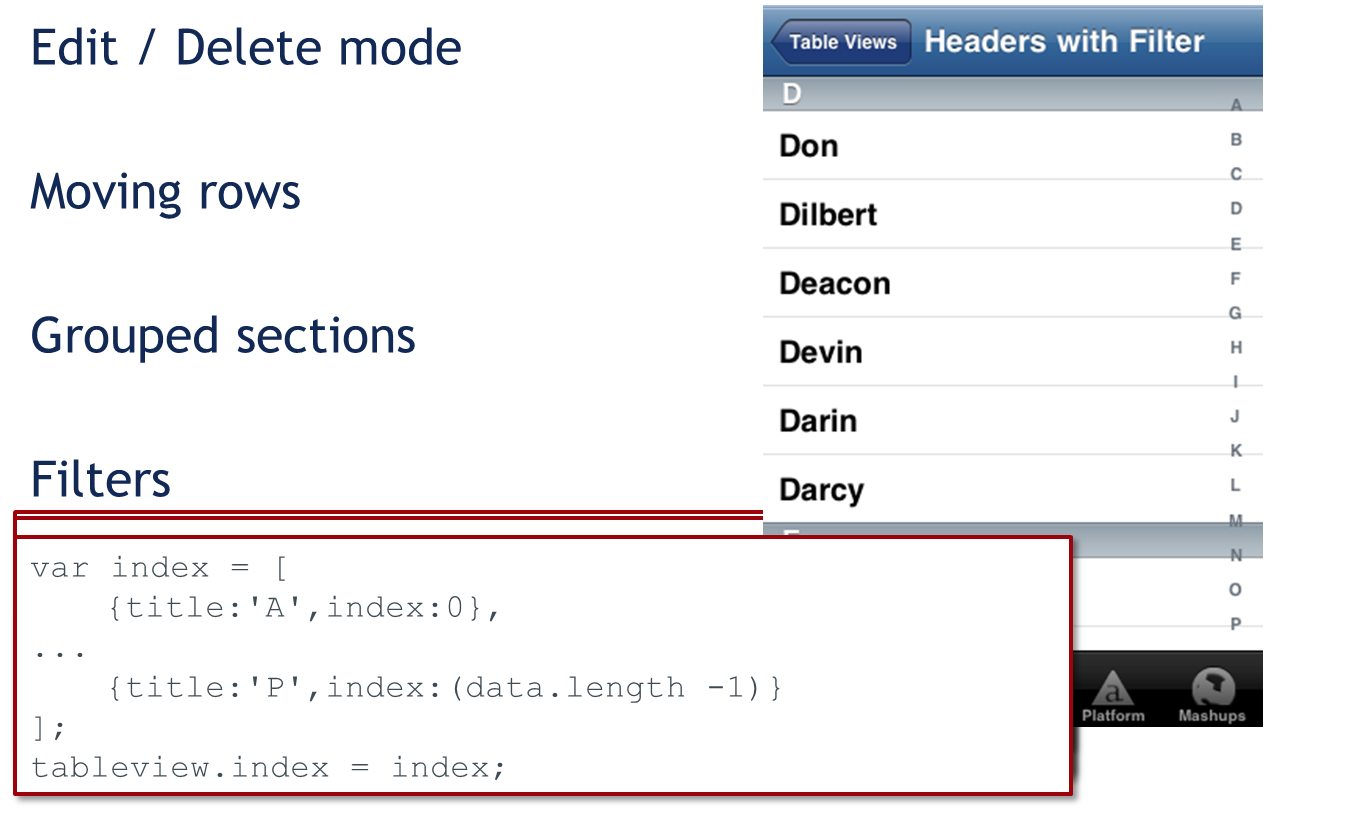 Edit / Delete mode
Moving rows
Grouped sections
Filters
var index = [
    {title:'A',index:0},
...
    {title:'P',index:(data.length -1)}
];
tableview.index = index;
Table Views
Headers with Filter
D
Don
Dilbert
Deacon
Devin
Darin
Darcy
A
B
C
D
E
F
G
H
I
J
K
L
M
N
O
P
Platform
Mashups